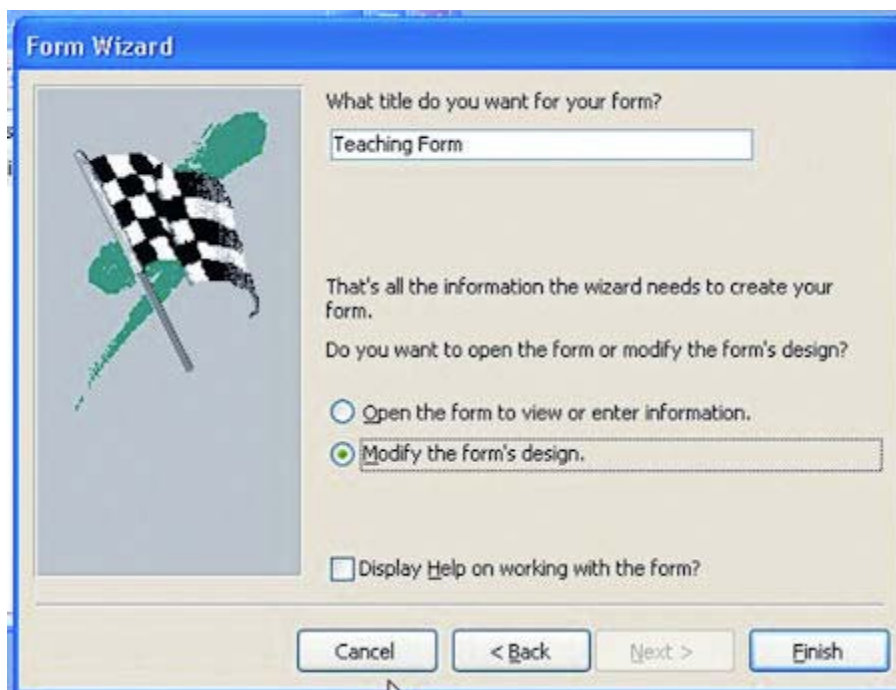 Form Wizard
What title do you want for your form?
Teaching Form
That's all the information the wizard needs to create your
form.
Do you want to open the form or modify the form's design?
Open the form to view or enter information.
Modify the form's design.
Display Help on working with the form?
Cancel
< Back
Next >
Finish